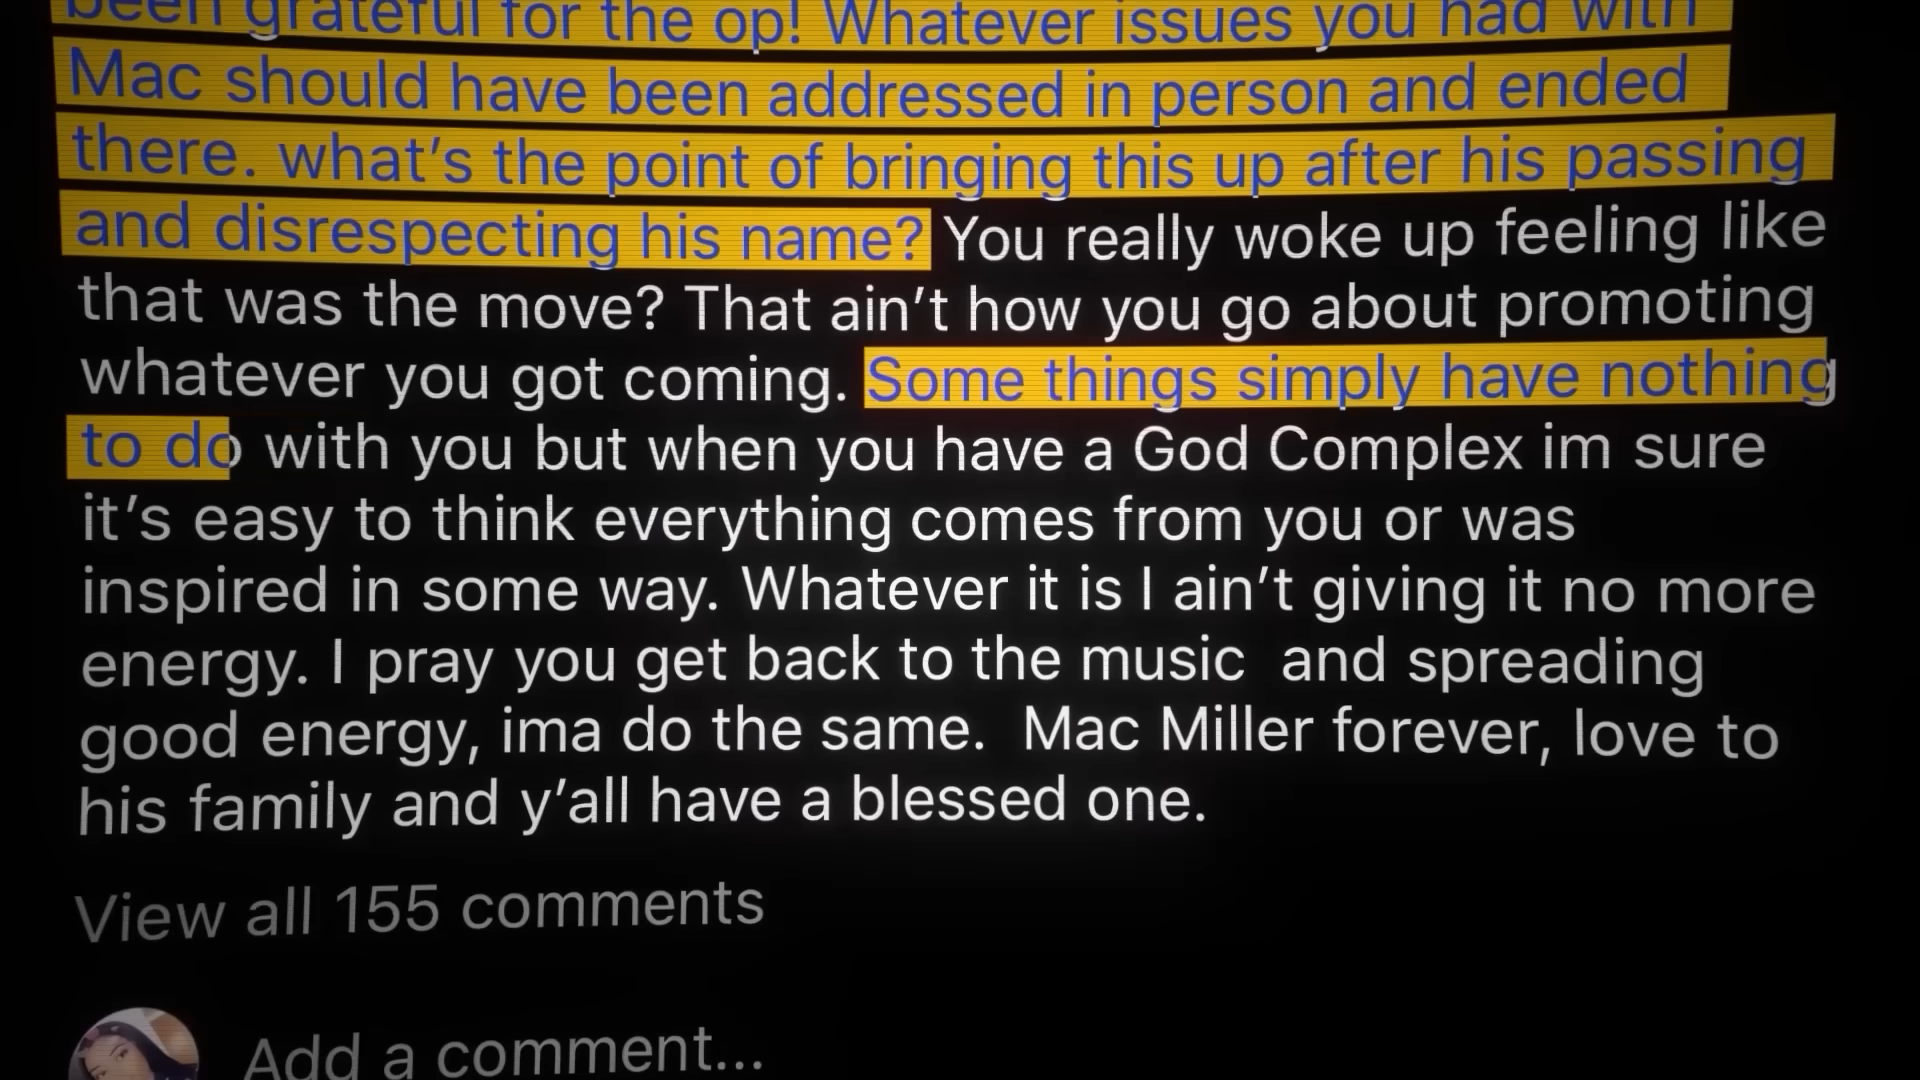 been grateful for the op! Whatever issues you had with
Mac should have been addressed in person and ended
there. what’s the point of bringing this up after his passing
and disrespecting his name? You really woke up feeling like
that was the move? That ain’t how you go about promoting
whatever you got coming. Some things simply have nothing
to do with you but when you have a God Complex im sure
it’s easy to think everything comes from you or was
inspired in some way. Whatever it is I ain’t giving it no more
energy. I pray you get back to the music  and spreading
good energy, ima do the same.  Mac Miller forever, love to
his family and y’all have a blessed one.
View all 155 comments
Add a comment...